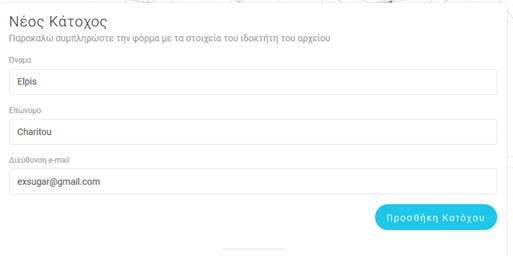 Νέος Κάτοχος
Παρακαλώ συμπληρώστε την φόρμα με τα στοιχεία του ιδοκτήτη του αρχείου
Όνομα
Elpis
Επώνυμο
Charitou
Διεύθυνση e-mail
exsugar@gmail.com
Προσθήκη Κατόχου